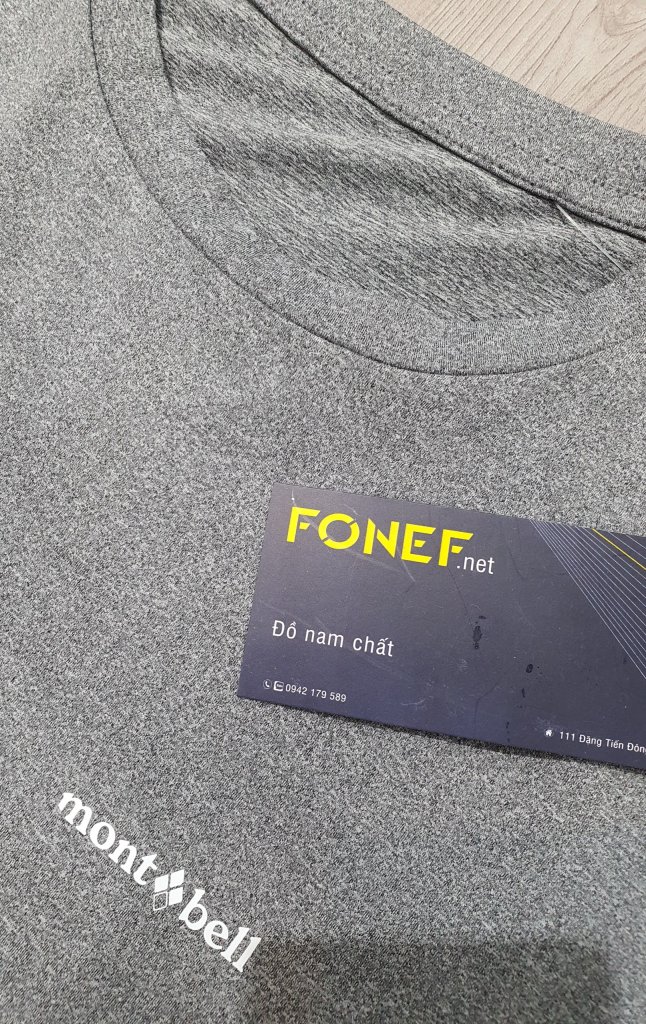 FONEF.net
Đồ nam chất
0942 179 589
111 Đặng Tiến Đông
mont bell